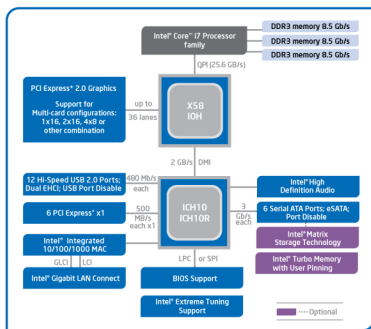 Intel® Core™ i7 Processor
family
DDR3 memory 8.5 Gb/s
DDR3 memory 8.5 Gb/s
DDR3 memory 8.5 Gb/s
QPI (25.6 GB/s)
PCI Express* 2.0 Graphics
Support for
Multi-card configurations:
1x16, 2x16, 4x8 or
other combination
up to
36 lanes
X58
IOH
2 GB/s
DMI
12 Hi-Speed USB 2.0 Ports;
Dual EHCI; USB Port Disable
480 Mb/s
each
6 PCI Express* x1
500
MB/s
each x1
Intel® Integrated
10/100/1000 MAC
GLCI
LCI
Intel® Gigabit LAN Connect
ICH10
ICH10R
Intel® High
Definition Audio
3
Gb/s
each
6 Serial ATA Ports; eSATA;
Port Disable
Intel® Matrix
Storage Technology
Intel® Turbo Memory
with User Pinning
LPC
or SPI
BIOS Support
Intel® Extreme Tuning
Support
Optional